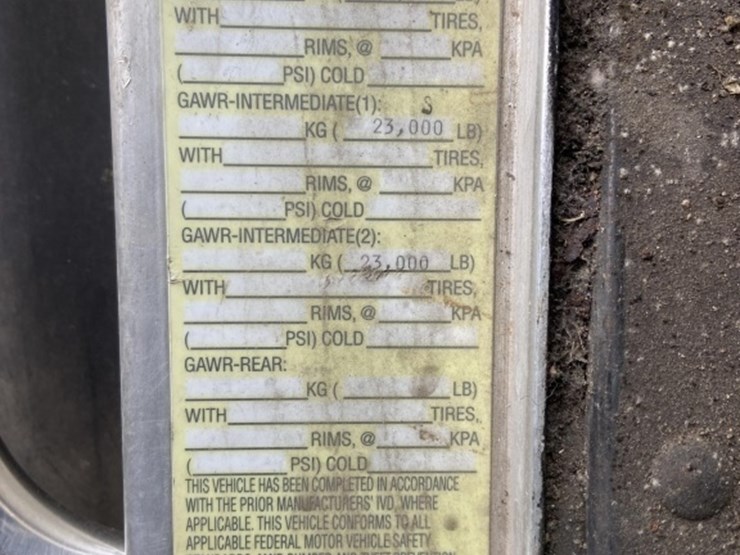 WITH TIRES,
RIMS, @ KPA
( PSI) COLD
GAWR-INTERMEDIATE(1): S
KG ( 23,000 LB)
WITH TIRES,
RIMS, @ KPA
( PSI) COLD
GAWR-INTERMEDIATE(2):
KG ( 23,000 LB)
WITH TIRES,
RIMS, @ KPA
( PSI) COLD
GAWR-REAR:
KG ( LB)
WITH TIRES,
RIMS, @ KPA
( PSI) COLD
THIS VEHICLE HAS BEEN COMPLETED IN ACCORDANCE
WITH THE PRIOR MANUFACTURERS' IVD, WHERE
APPLICABLE. THIS VEHICLE CONFORMS TO ALL
APPLICABLE FEDERAL MOTOR VEHICLE SAFETY